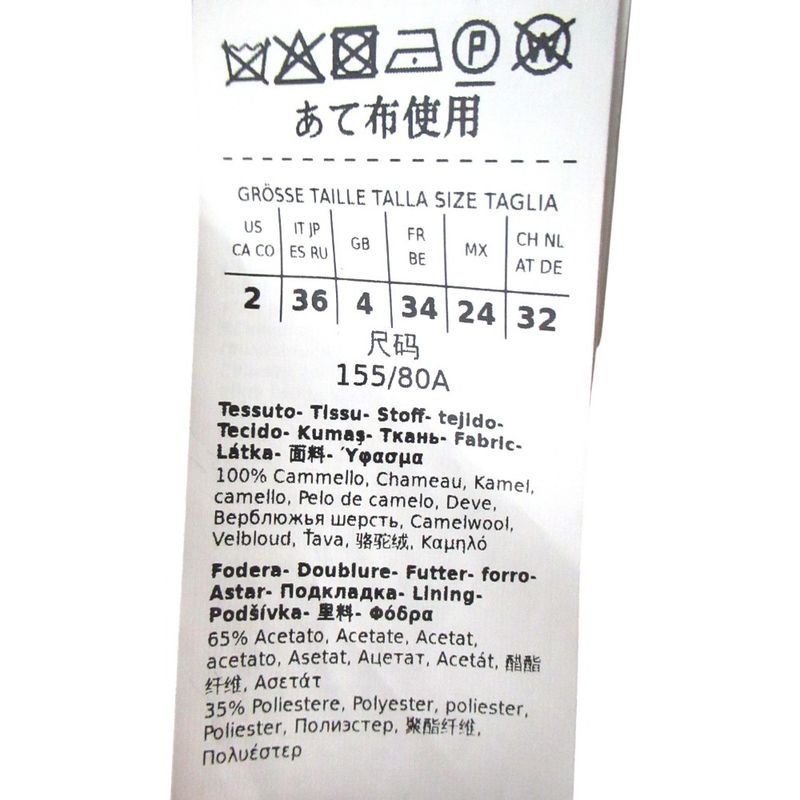 P W
あて布使用
GRÖSSE TAILLE TALLA SIZE TAGLIA
US CA CO IT JP ES RU GB FR BE MX CH NL AT DE
2 36 4 34 24 32
尺码
155/80A
Tessuto- Tissu- Stoff- tejido-
Tecido- Kumaş- Ткань- Fabric-
Látka- 面料- Ύφασμα
100% Cammello, Chameau, Kamel,
camello, Pelo de camelo, Deve,
Верблюжья шерсть, Camelwool,
Velbloud, Ťava, 骆驼绒, Καμηλό
Fodera- Doublure- Futter- forro-
Astar- Подкладка- Lining-
Podšívka- 里料- Φόδρα
65% Acetato, Acetate, Acetat,
acetato, Asetat, Ацетат, Acetát, 醋酯
纤维, Ασετάτ
35% Poliestere, Polyester, poliester,
Poliester, Полиэстер, 聚酯纤维,
Πολυέστερ